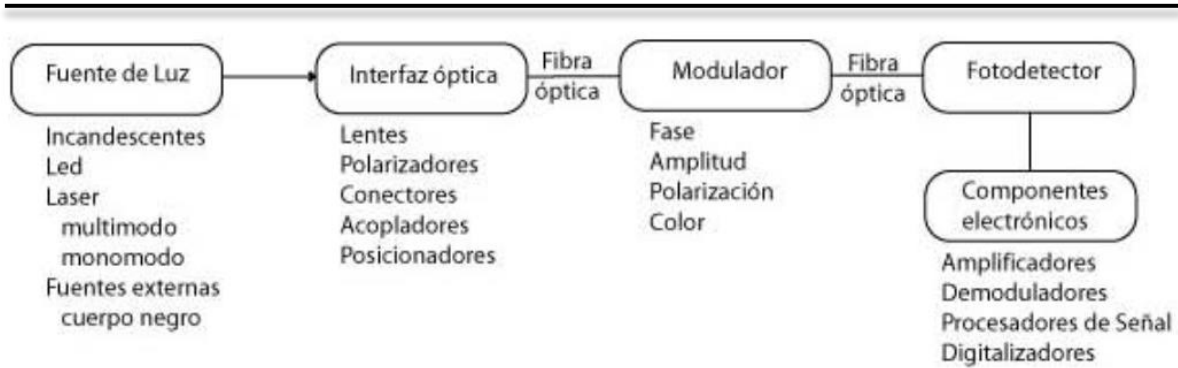 Fuente de Luz
Incandescentes
Led
Laser
multimodo
monomodo
Fuentes externas
cuerpo negro
Interfaz óptica
Lentes
Polarizadores
Conectores
Acopladores
Posicionadores
Fibra
óptica
Modulador
Fase
Amplitud
Polarización
Color
Fibra
óptica
Fotodetector
Componentes
electrónicos
Amplificadores
Demoduladores
Procesadores de Señal
Digitalizadores